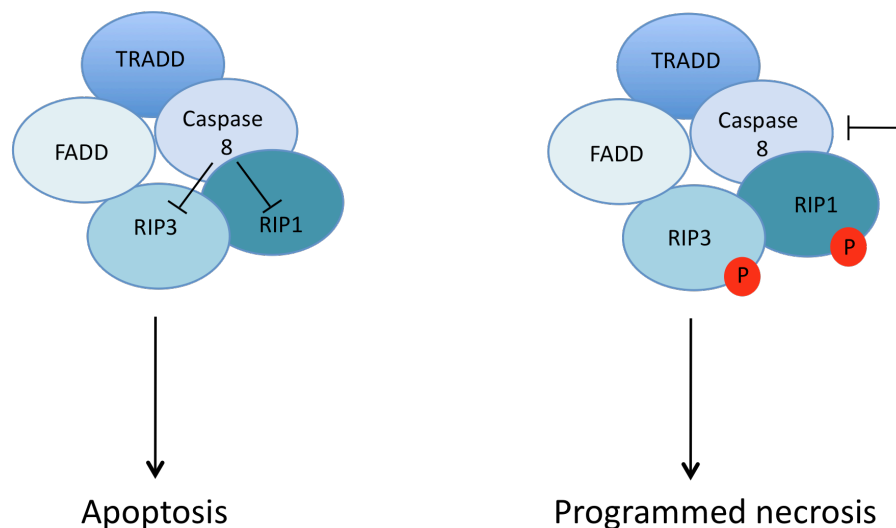 TRADD
Caspase
8
FADD
RIP3
RIP1
Apoptosis
TRADD
Caspase
8
FADD
RIP1
RIP3
P
P
Programmed necrosis